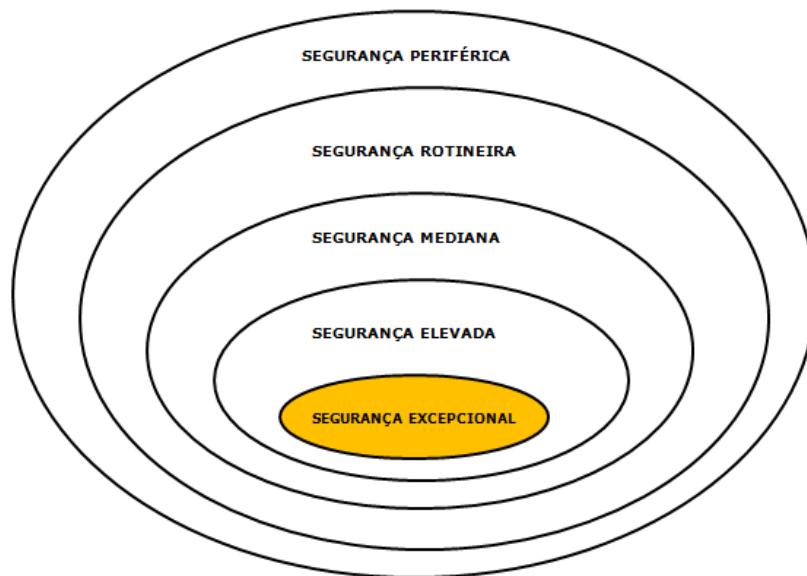 SEGURANÇA PERIFÉRICA
SEGURANÇA ROTINEIRA
SEGURANÇA MEDIANA
SEGURANÇA ELEVADA
SEGURANÇA EXCEPCIONAL